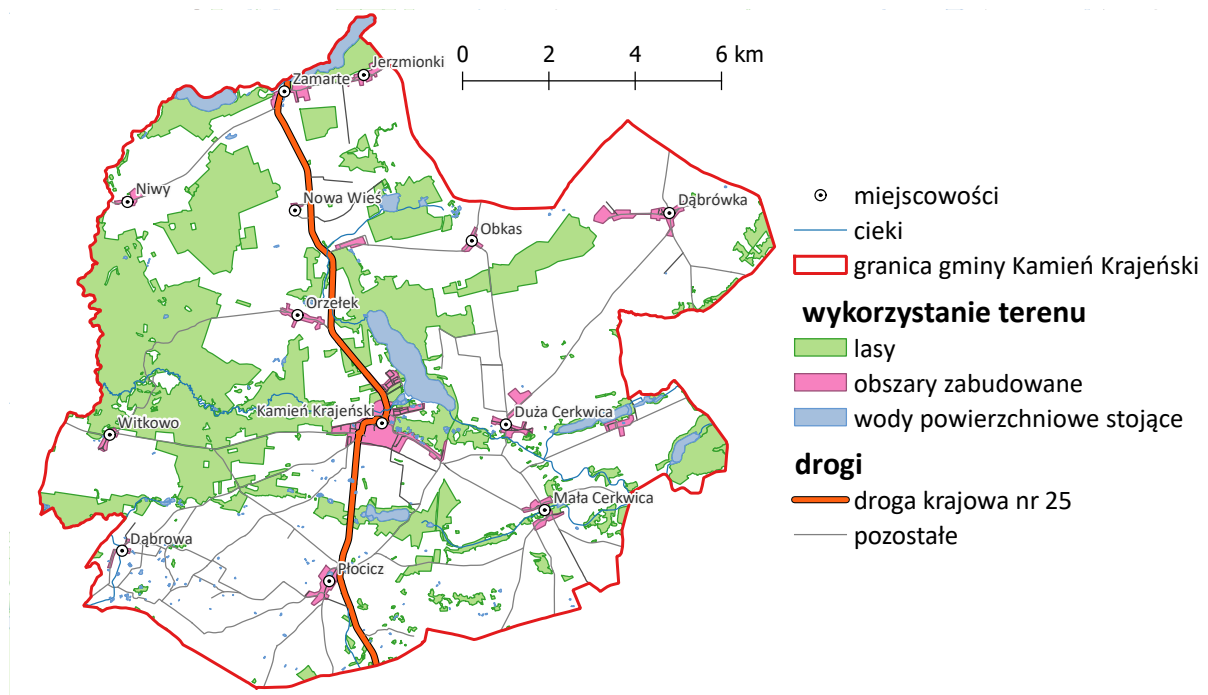 0 2 4 6 km
Jerzmionki
Zamarte
Niwy
Nowa Wieś
Dąbrówka
Obkas
Orzełek
Kamień Krajeński
Duża Cerkwica
Witkowo
Mała Cerkwica
Dąbrowa
Płocicz
miejscowości
cieki
granica gminy Kamień Krajeński
wykorzystanie terenu
lasy
obszary zabudowane
wody powierzchniowe stojące
drogi
droga krajowa nr 25
pozostałe